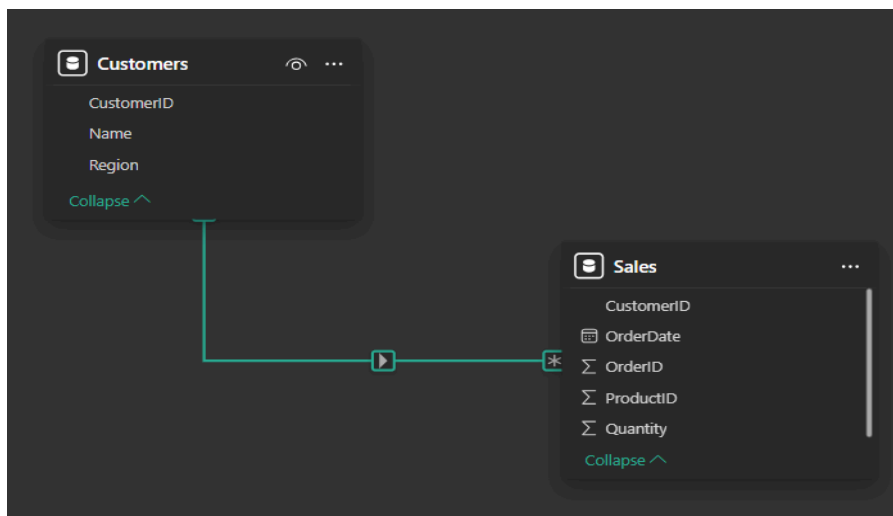 Customers
CustomerID
Name
Region
Collapse
Sales
CustomerID
OrderDate
Σ OrderID
Σ ProductID
Σ Quantity
Collapse
*